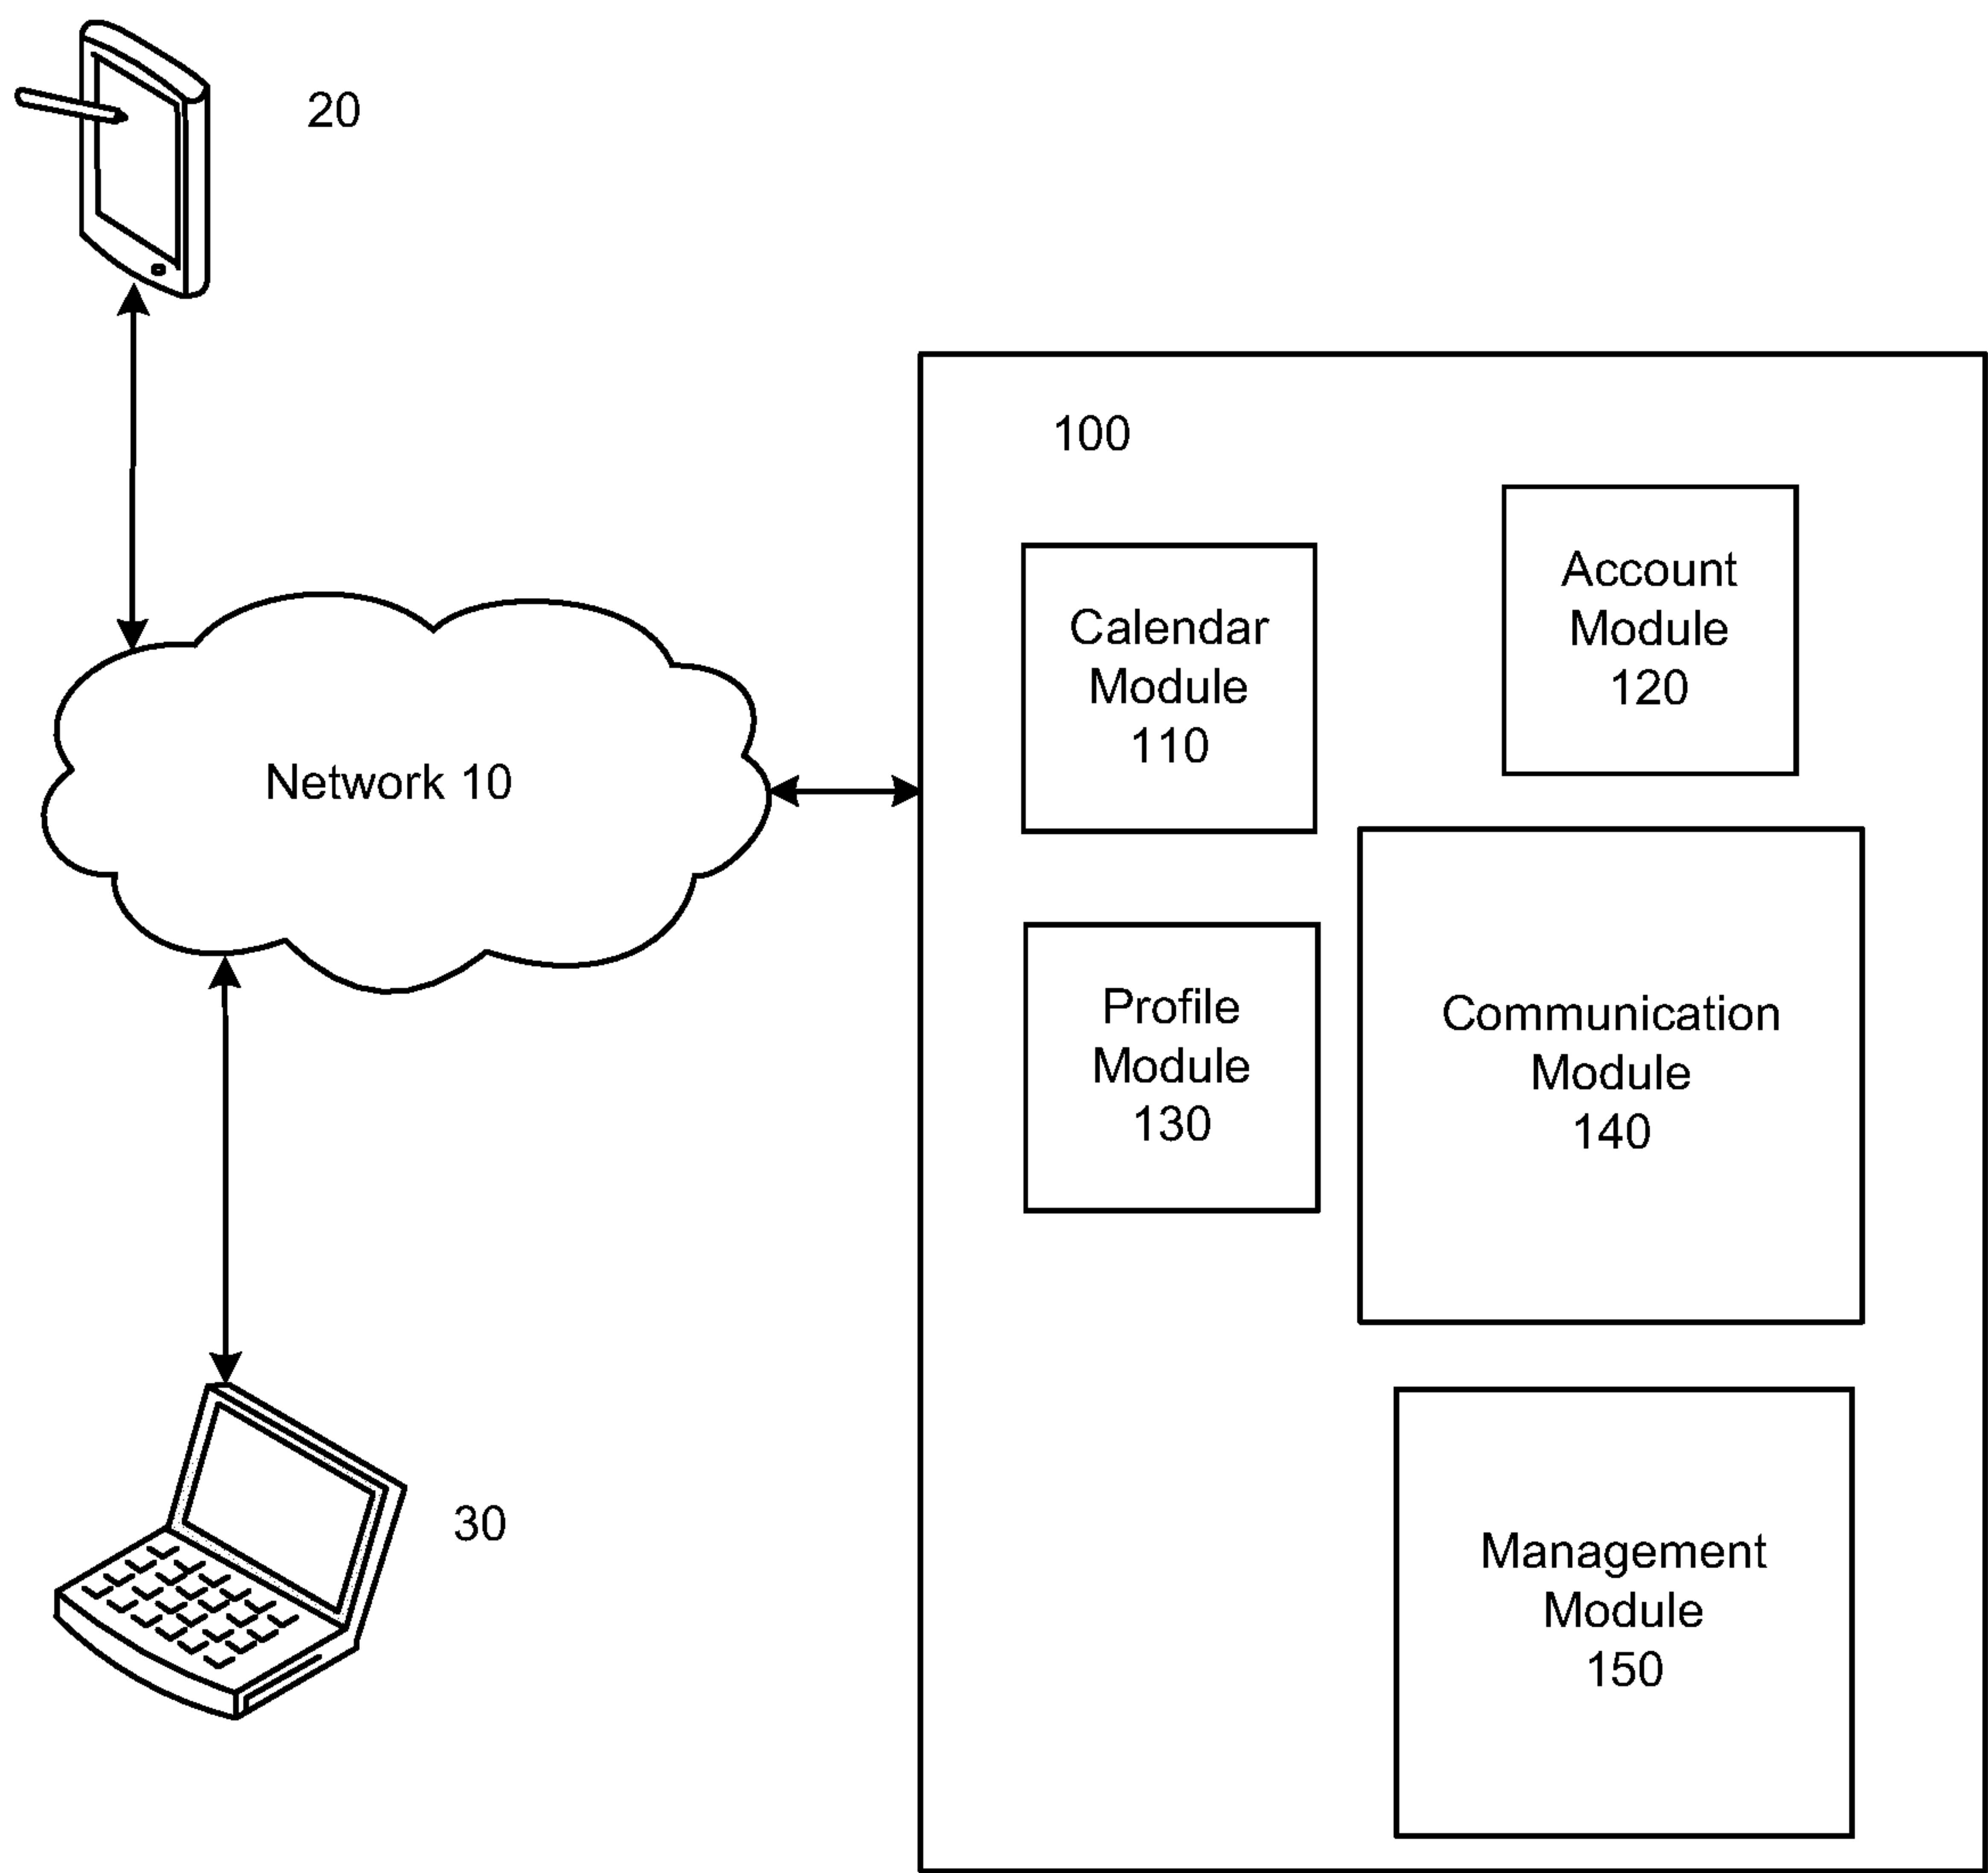 20
100
Account
Module
120
Calendar
Module
110
Network 10
Profile
Module
130
Communication
Module
140
30
Management
Module
150